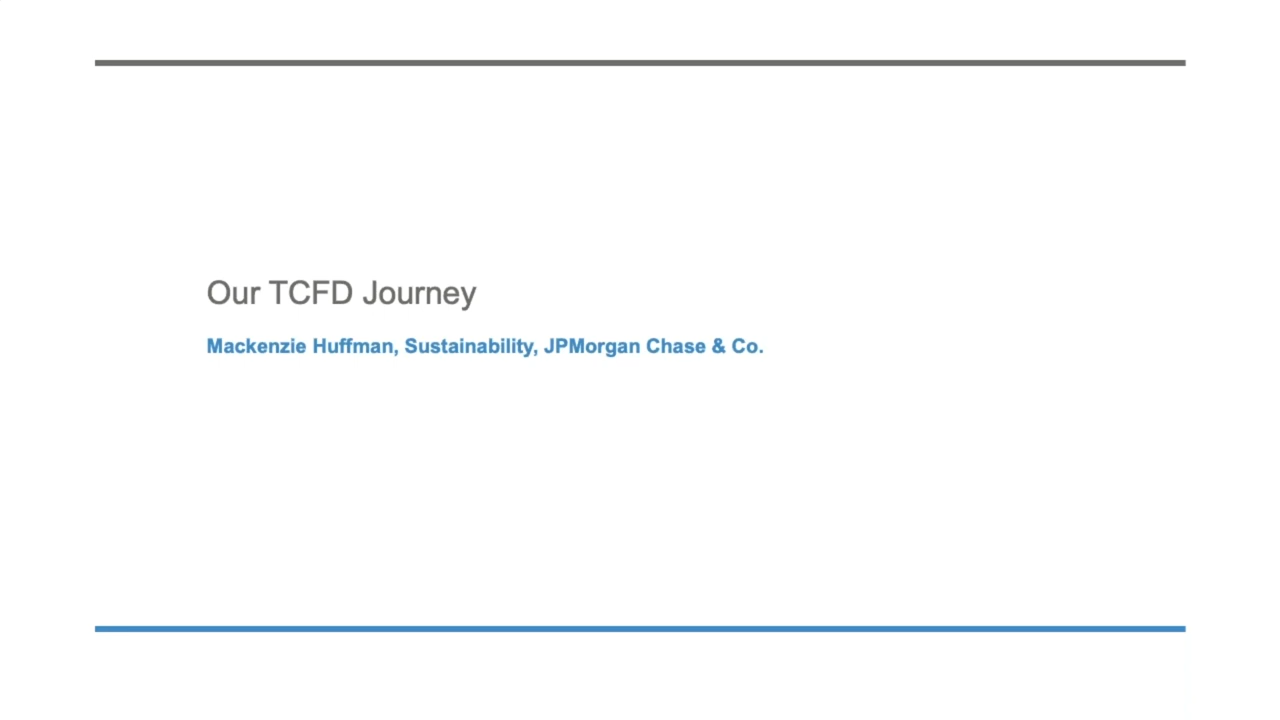 Our TCFD Journey
Mackenzie Huffman, Sustainability, JPMorgan Chase & Co.